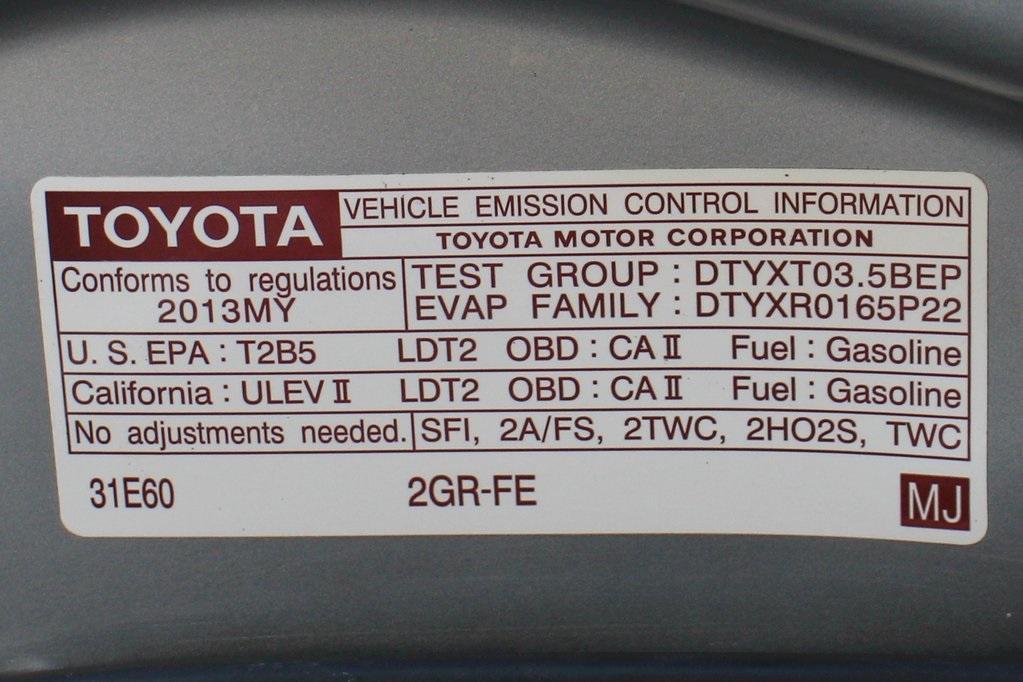 TOYOTA VEHICLE EMISSION CONTROL INFORMATION
TOYOTA MOTOR CORPORATION
Conforms to regulations
2013MY
TEST GROUP : DTYXT03.5BEP
EVAP FAMILY : DTYXR0165P22
U. S. EPA : T2B5 LDT2 OBD : CA II Fuel : Gasoline
California : ULEV II LDT2 OBD : CA II Fuel : Gasoline
No adjustments needed. SFI, 2A/FS, 2TWC, 2HO2S, TWC
31E60 2GR-FE MJ